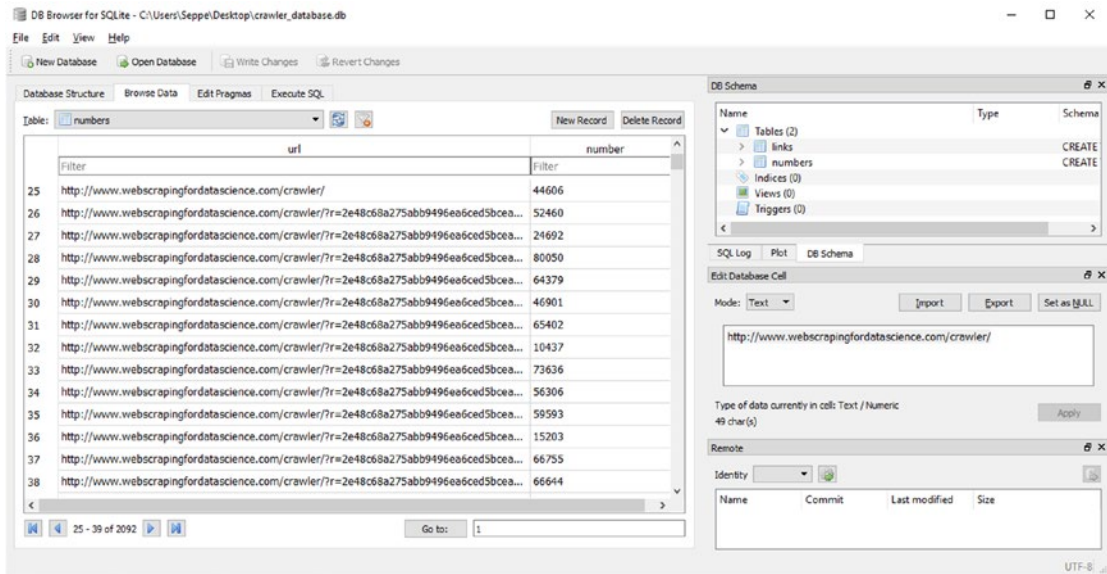 DB Browser for SQLite - C:\Users\Seppe\Desktop\crawler_database.db
File Edit View Help
New Database Open Database Write Changes Revert Changes
Database Structure Browse Data Edit Pragmas Execute SQL
Table: numbers New Record Delete Record
url number
Filter Filter
25 http://www.webscrapingfordatascience.com/crawler/ 44606
26 http://www.webscrapingfordatascience.com/crawler/?r=2e48c68a275abb9496ea6ced5bcea... 52460
27 http://www.webscrapingfordatascience.com/crawler/?r=2e48c68a275abb9496ea6ced5bcea... 24692
28 http://www.webscrapingfordatascience.com/crawler/?r=2e48c68a275abb9496ea6ced5bcea... 80050
29 http://www.webscrapingfordatascience.com/crawler/?r=2e48c68a275abb9496ea6ced5bcea... 64379
30 http://www.webscrapingfordatascience.com/crawler/?r=2e48c68a275abb9496ea6ced5bcea... 46901
31 http://www.webscrapingfordatascience.com/crawler/?r=2e48c68a275abb9496ea6ced5bcea... 65402
32 http://www.webscrapingfordatascience.com/crawler/?r=2e48c68a275abb9496ea6ced5bcea... 10437
33 http://www.webscrapingfordatascience.com/crawler/?r=2e48c68a275abb9496ea6ced5bcea... 73636
34 http://www.webscrapingfordatascience.com/crawler/?r=2e48c68a275abb9496ea6ced5bcea... 56306
35 http://www.webscrapingfordatascience.com/crawler/?r=2e48c68a275abb9496ea6ced5bcea... 59593
36 http://www.webscrapingfordatascience.com/crawler/?r=2e48c68a275abb9496ea6ced5bcea... 15203
37 http://www.webscrapingfordatascience.com/crawler/?r=2e48c68a275abb9496ea6ced5bcea... 66755
38 http://www.webscrapingfordatascience.com/crawler/?r=2e48c68a275abb9496ea6ced5bcea... 66644
25 - 39 of 2092 Go to: 1
DB Schema
Name Type Schema
Tables (2)
links CREATE
numbers CREATE
Indices (0)
Views (0)
Triggers (0)
SQL Log Plot DB Schema
Edit Database Cell
Mode: Text Import Export Set as NULL
http://www.webscrapingfordatascience.com/crawler/
Type of data currently in cell: Text / Numeric
49 char(s)
Apply
Remote
Identity
Name Commit Last modified Size
UTF-8